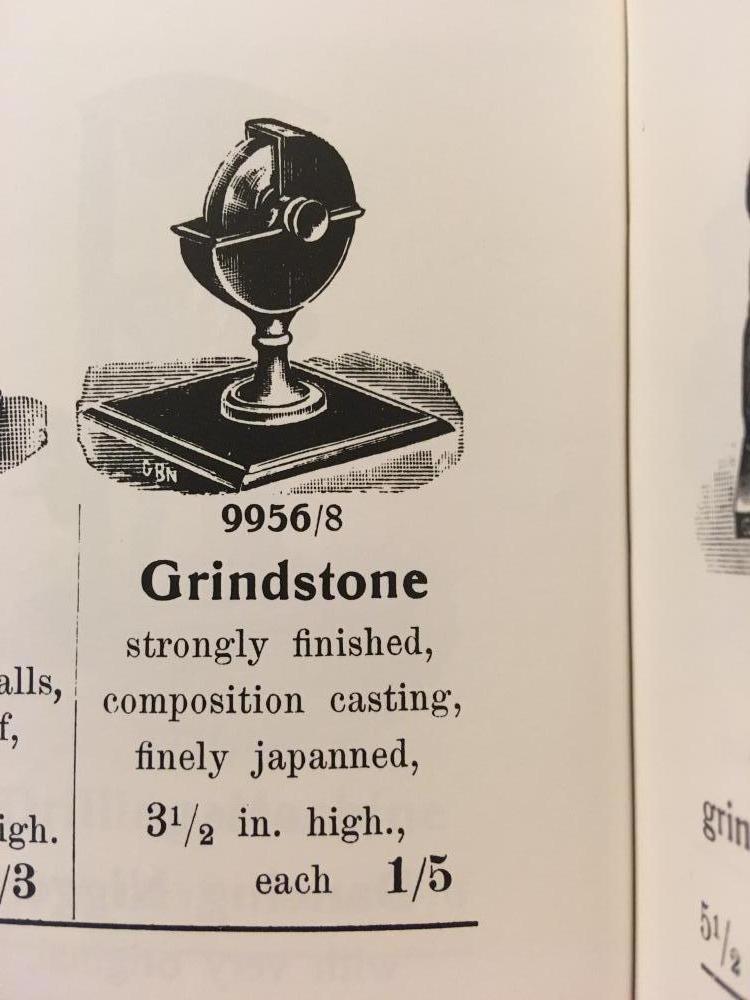 GBN
9956/8
Grindstone
strongly finished,
composition casting,
finely japanned,
3¹/₂ in. high.,
each 1/5
alls,
f,
igh.
/3
grin
5¹/₂